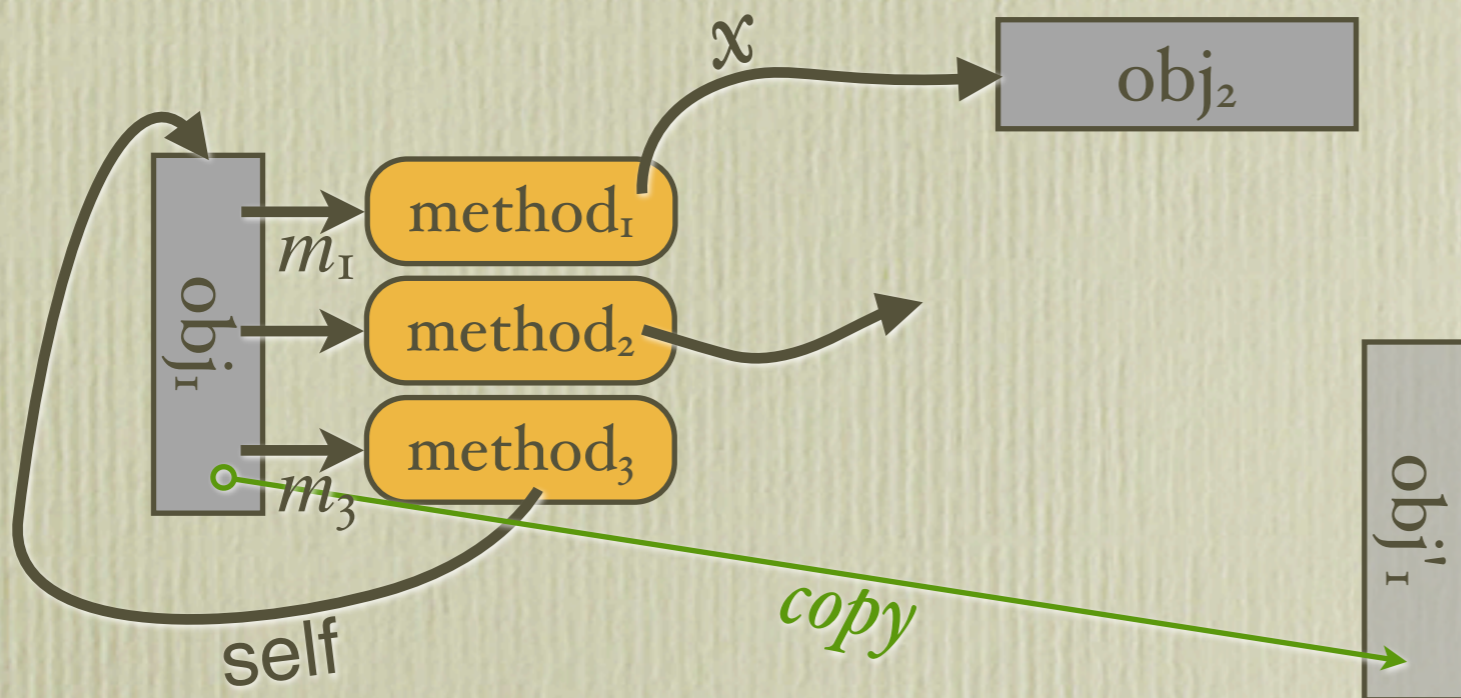 x
obj₂
method₁
m₁
obj₁
method₂
method₃
m₃
obj'₁
copy
self